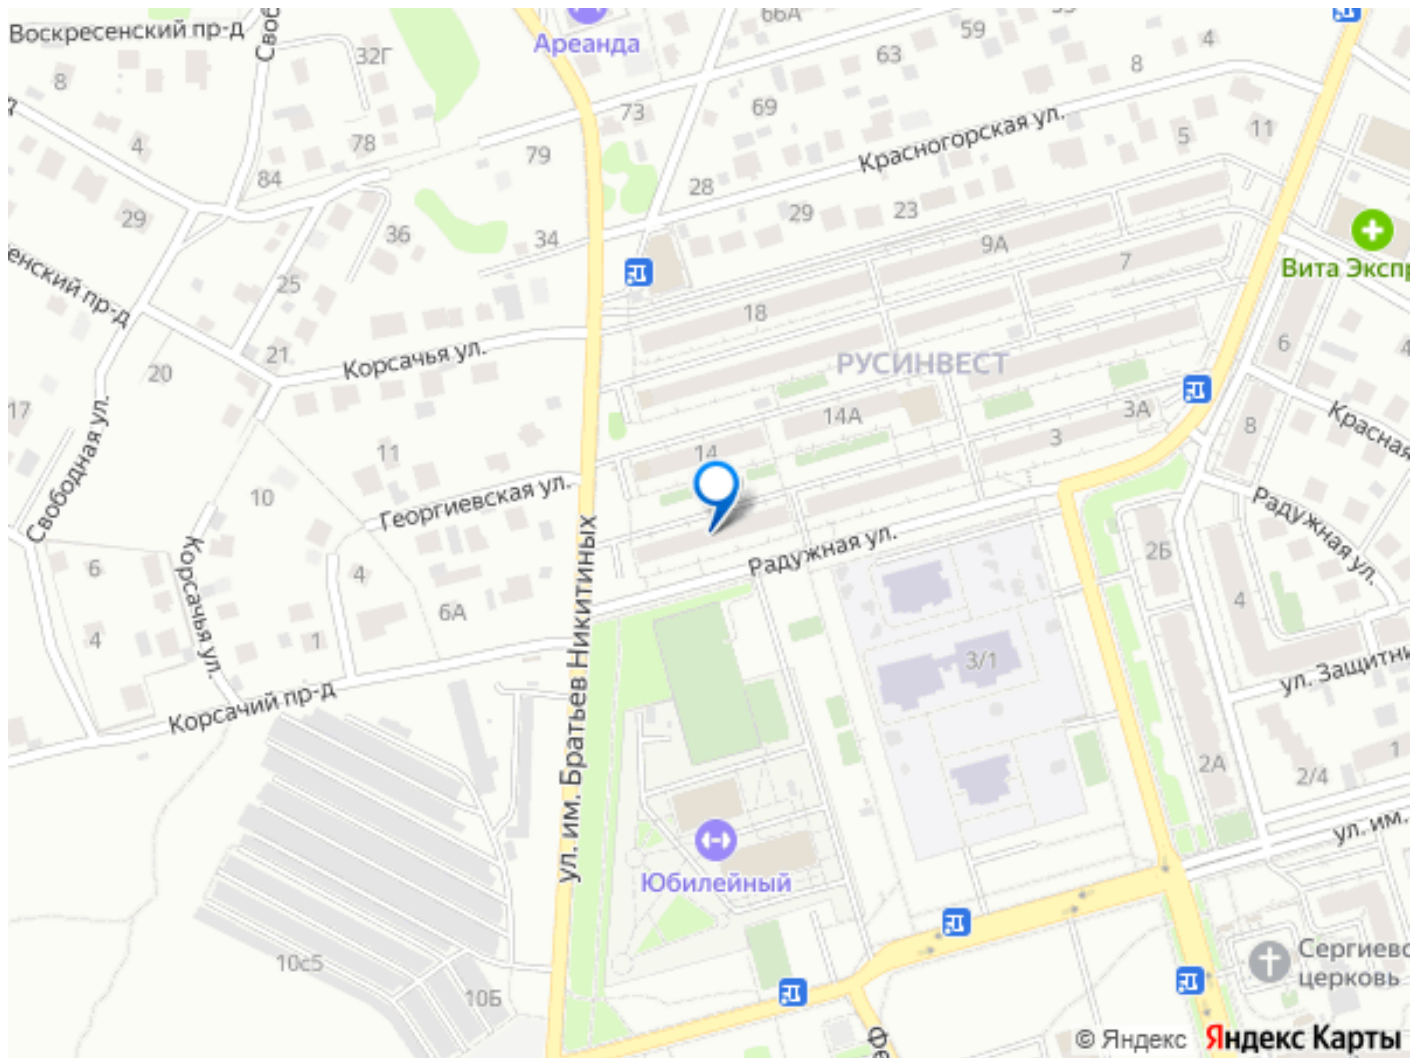 Воскресенский пр-д
Своб
66А
59
Ареанда
63
4
32Г
8
8
69
73
11
5
4
78
79
Красногорская ул.
84
28
29
29
23
36
34
9А
7
Вита Экспр
енский пр-д
25
18
6
21
Корсачья ул.
20
РУСИНВЕСТ
17
14А
3А
3
8
Красная
Свободная ул.
11
14
10
Георгиевская ул.
Радужная ул.
Радужная ул.
2Б
6
4
4
6А
Корсачья ул.
4
1
3/1
ул. Защитни
Корсачий пр-д
ул. им. Братьев Никитиных
2А
2/4
1
ул. им.
Юбилейный
10с5
10Б
Сергиевс
церковь
Фе
© Яндекс Яндекс Карты